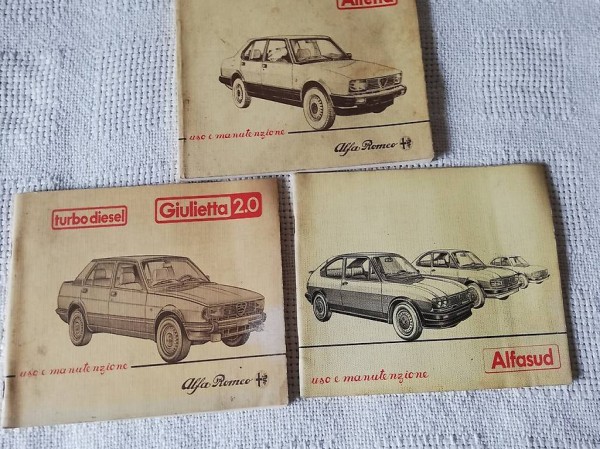 Alfetta
uso e manutenzione
Alfa Romeo
turbodiesel
Giulietta 2.0
uso e manutenzione
Alfa Romeo
Alfasud
uso e manutenzione